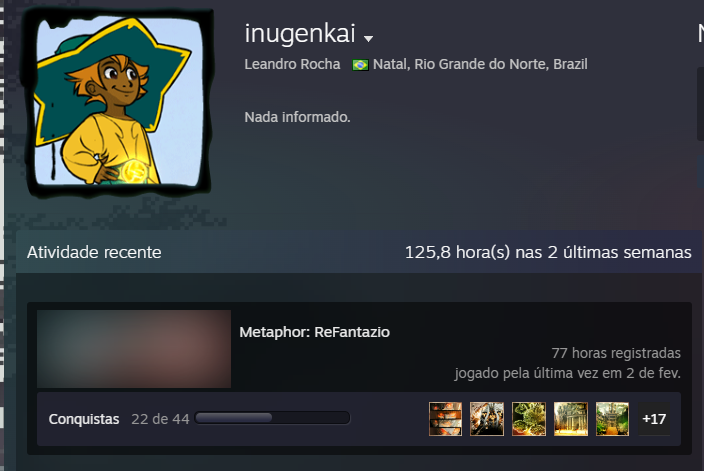 inugenkai
Leandro Rocha Natal, Rio Grande do Norte, Brazil
Nada informado.
Atividade recente 125,8 hora(s) nas 2 últimas semanas
Metaphor: ReFantazio
77 horas registradas
jogado pela última vez em 2 de fev.
Conquistas 22 de 44 +17